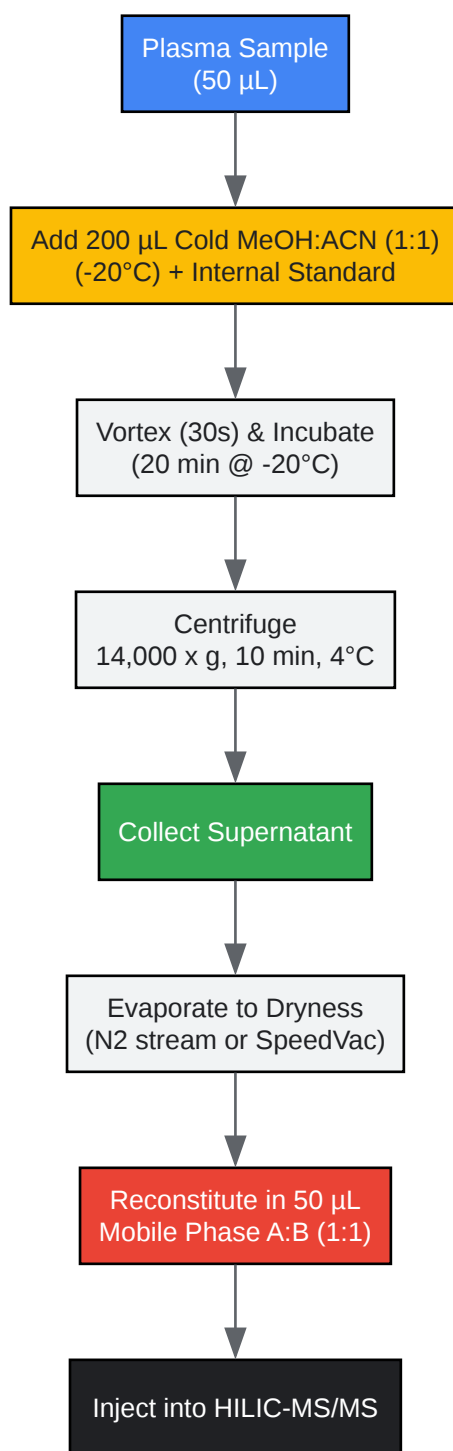 Plasma Sample
(50 µL)
Add 200 µL Cold MeOH:ACN (1:1)
(-20°C) + Internal Standard
Vortex (30s) & Incubate
(20 min @ -20°C)
Centrifuge
14,000 x g, 10 min, 4°C
Collect Supernatant
Evaporate to Dryness
(N2 stream or SpeedVac)
Reconstitute in 50 µL
Mobile Phase A:B (1:1)
Inject into HILIC-MS/MS